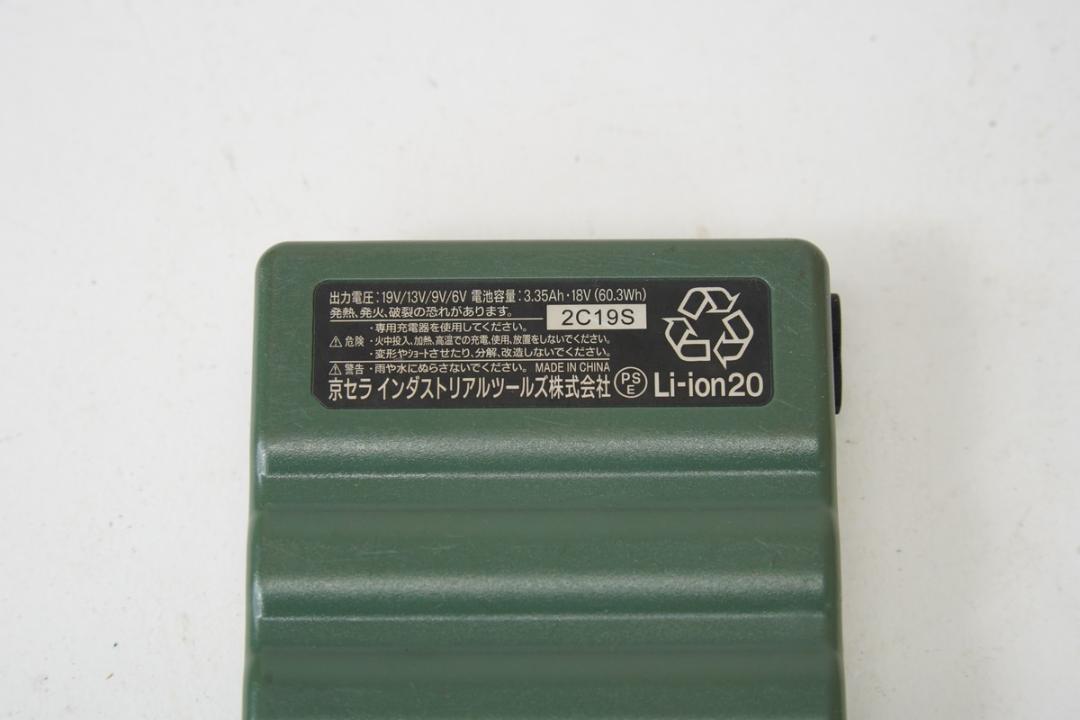 出力電圧:19V/13V/9V/6V 電池容量:3.35Ah・18V(60.3Wh)
発熱、発火、破裂の恐れがあります。
2C19S
・専用充電器を使用してください。
⚠危険 ・火中投入、加熱、高温での充電、使用、放置をしないでください。
・変形やショートさせたり、分解、改造しないでください。
⚠警告 ・雨や水にぬらさないでください。 MADE IN CHINA
京セラ インダストリアルツールズ株式会社 PSE Li-ion20